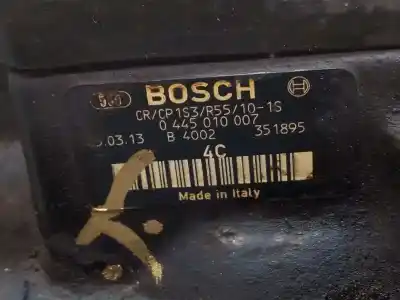 BOSCH
CR/CP1S3/R55/10-1S
0 445 010 007
.03.13 B 4002 351895
4C
Made in Italy